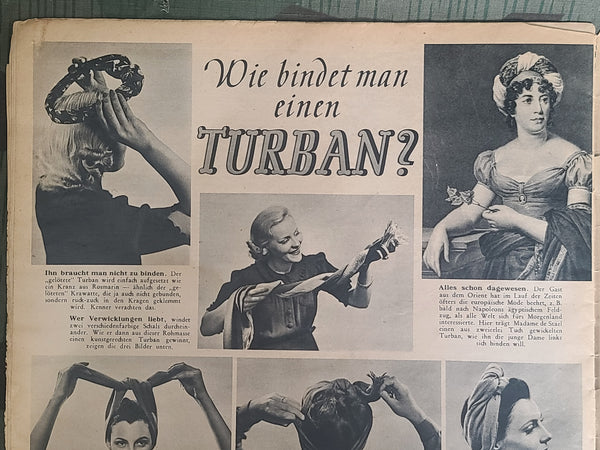 Wie bindet man
einen
TURBAN?
Ihn braucht man nicht zu binden. Der
„gelötete" Turban wird einfach aufgesetzt wie
ein Kranz aus Rosmarin — ähnlich der „ge-
löteten" Krawatte, die ja auch nicht gebunden,
sondern ruck-zuck in den Kragen geklemmt
wird. Kenner verachten das.
Wer Verwicklungen liebt, windet
zwei verschiedenfarbige Schals durchein-
ander. Wie er dann aus dieser Rohmasse
einen kunstgerechten Turban gewinnt,
zeigen die drei Bilder unten.
Alles schon dagewesen. Der Gast
aus dem Orient hat im Lauf der Zeiten
öfters die europäische Mode beehrt, z. B.
bald nach Napoleons ägyptischem Feld-
zug, als alle Welt sich fürs Morgenland
interessierte. Hier trägt Madame de Stael
einen aus zweierlei Tuch gewickelten
Turban, wie ihn die junge Dame links
sich binden will.